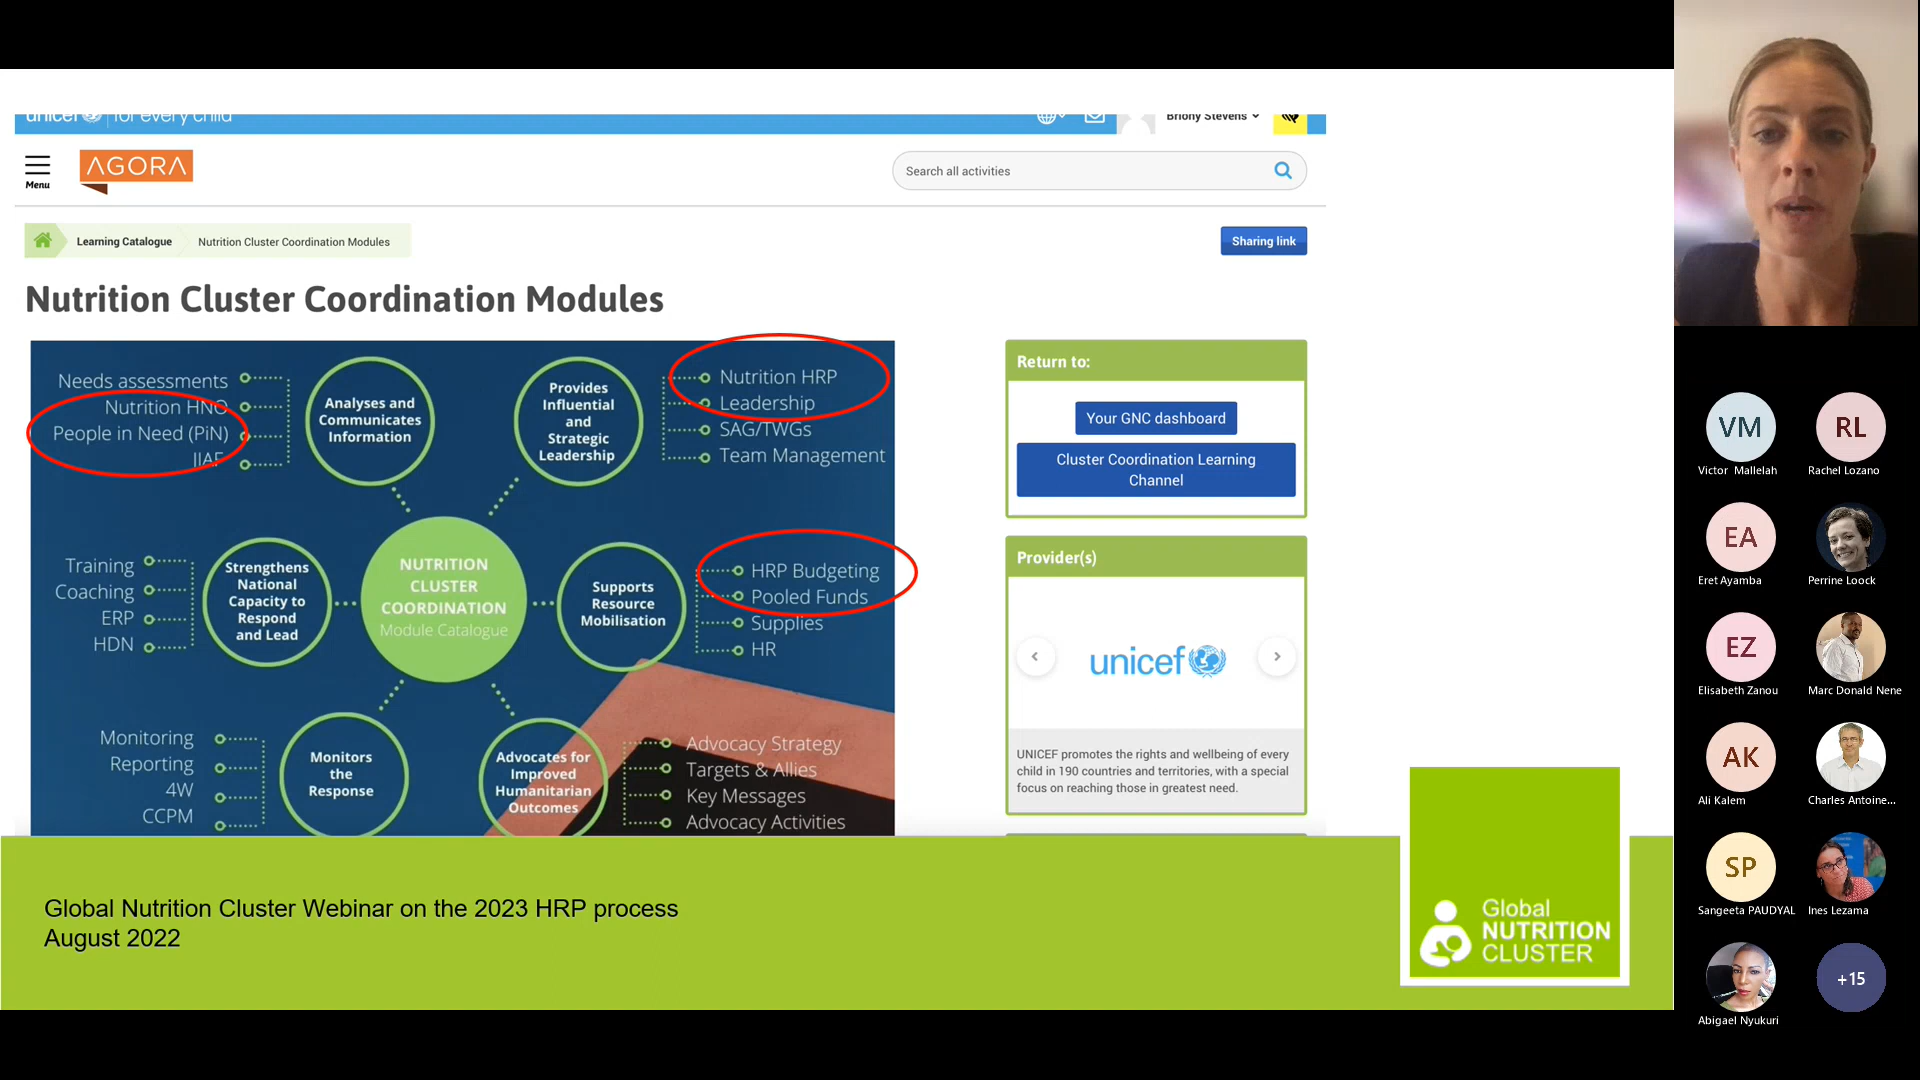 unicef for every child
Briony Stevens
Menu
AGORA
Search all activities
Learning Catalogue
Nutrition Cluster Coordination Modules
Sharing link
Nutrition Cluster Coordination Modules
Needs assessments
Nutrition HNO
People in Need (PiN)
JIAF
Analyses and
Communicates
Information
Provides
Influential
and
Strategic
Leadership
Nutrition HRP
Leadership
SAG/TWGs
Team Management
Training
Coaching
ERP
HDN
Strengthens
National
Capacity to
Respond
and Lead
NUTRITION
CLUSTER
COORDINATION
Module Catalogue
Supports
Resource
Mobilisation
HRP Budgeting
Pooled Funds
Supplies
HR
Monitoring
Reporting
4W
CCPM
Monitors
the
Response
Advocates for
Improved
Humanitarian
Outcomes
Advocacy Strategy
Targets & Allies
Key Messages
Advocacy Activities
Return to:
Your GNC dashboard
Cluster Coordination Learning
Channel
Provider(s)
unicef
UNICEF promotes the rights and wellbeing of every
child in 190 countries and territories, with a special
focus on reaching those in greatest need.
Global Nutrition Cluster Webinar on the 2023 HRP process
August 2022
Global
NUTRITION
CLUSTER
VM
Victor Mallelah
RL
Rachel Lozano
EA
Eret Ayamba
Perrine Loock
EZ
Elisabeth Zanou
Marc Donald Nene
AK
Ali Kalem
Charles Antoine...
SP
Sangeeta PAUDYAL
Ines Lezama
Abigael Nyukuri
+15